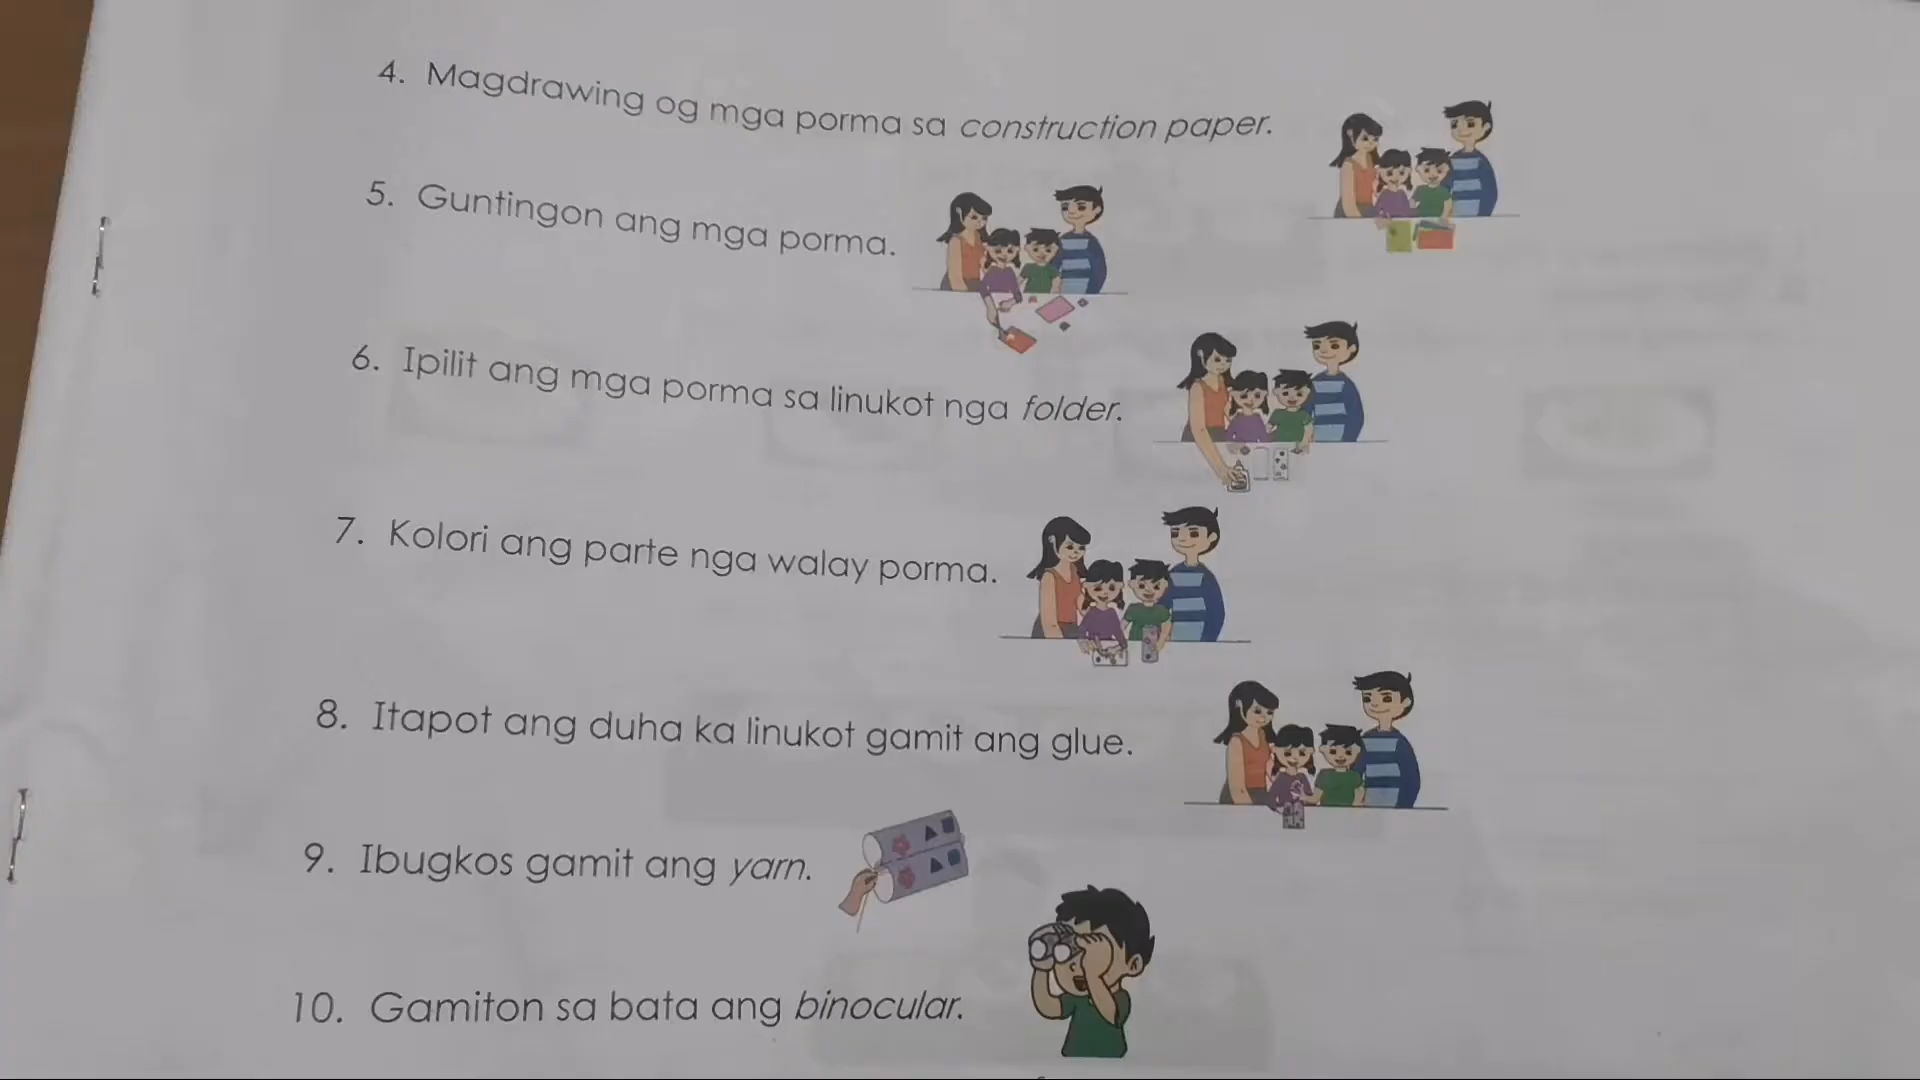 4. Magdrawing og mga porma sa construction paper.
5. Guntingon ang mga porma.
6. Ipilit ang mga porma sa linukot nga folder.
7. Kolori ang parte nga walay porma.
8. Itapot ang duha ka linukot gamit ang glue.
9. Ibugkos gamit ang yarn.
10. Gamiton sa bata ang binocular.